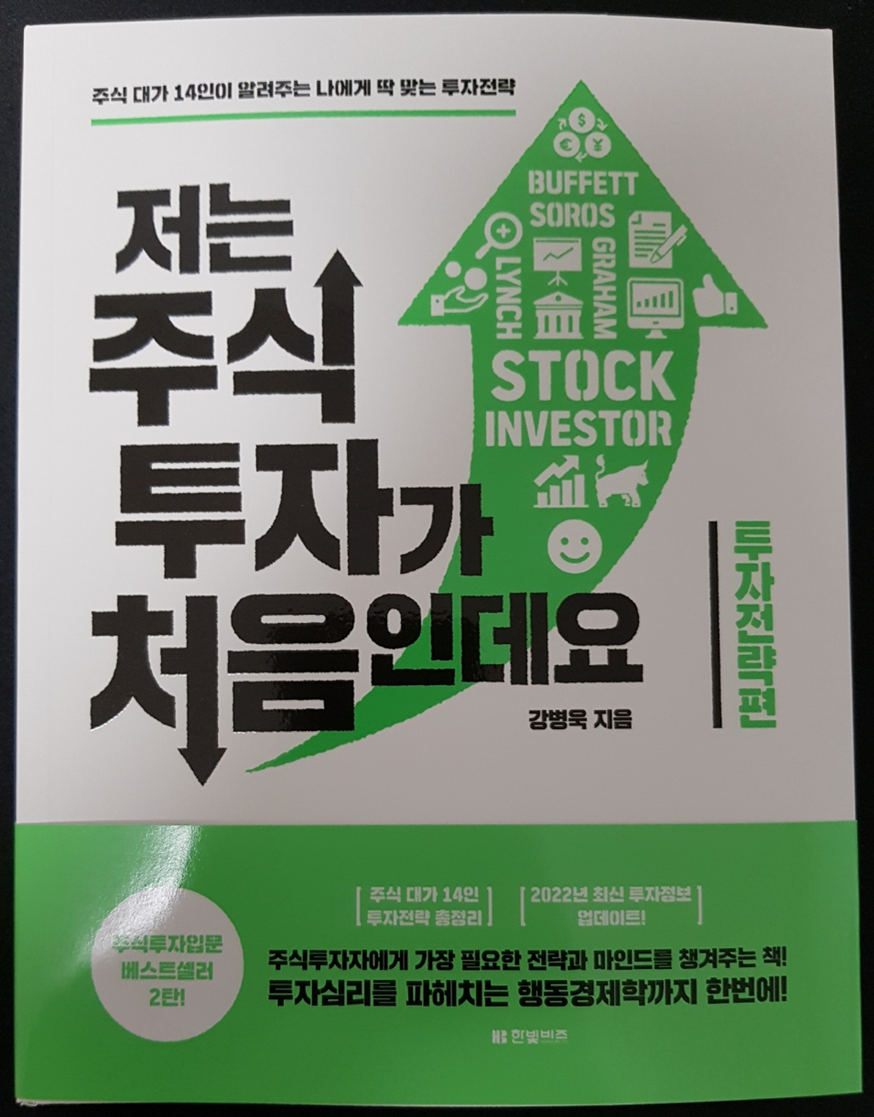 주식 대가 14인이 알려주는 나에게 딱 맞는 투자전략
저는
주식
투자가
처음인데요
강병욱 지음
투자전략편
BUFFETT
SOROS
LYNCH
GRAHAM
STOCK
INVESTOR
주식투자입문
베스트셀러
2탄!
[주식 대가 14인
투자전략 총정리]
[2022년 최신 투자정보
업데이트!]
주식투자자에게 가장 필요한 전략과 마인드를 챙겨주는 책!
투자심리를 파헤치는 행동경제학까지 한번에!
HB 한빛비즈